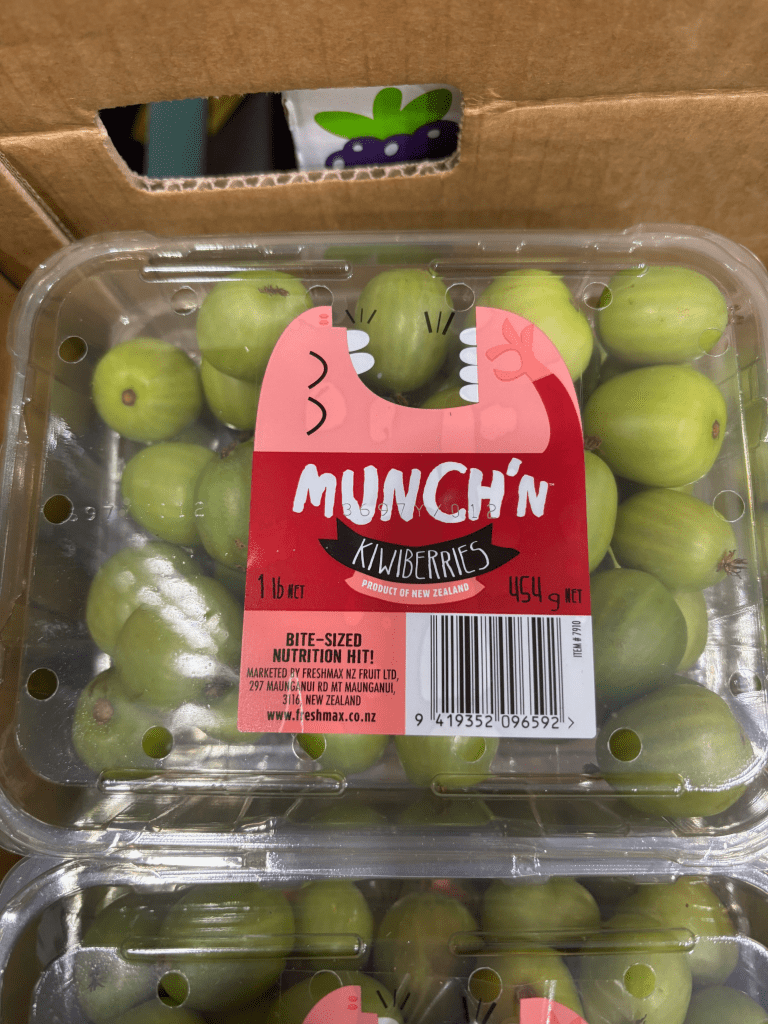 MUNCH'N™
KIWIBERRIES
PRODUCT OF NEW ZEALAND
1 lb NET
454 g NET
BITE-SIZED
NUTRITION HIT!
MARKETED BY FRESHMAX NZ FRUIT LTD,
297 MAUNGANUI RD MT MAUNGANUI,
3116, NEW ZEALAND
www.freshmax.co.nz
ITEM # 7910
9 419352 096592 >